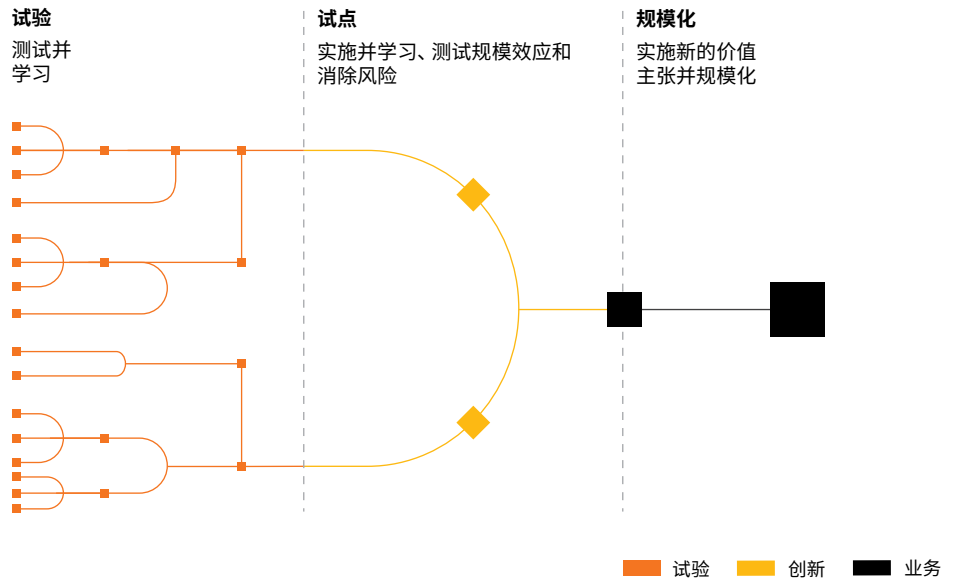 试验
测试并
学习
试点
实施并学习、测试规模效应和
消除风险
规模化
实施新的价值
主张并规模化
试验
创新
业务